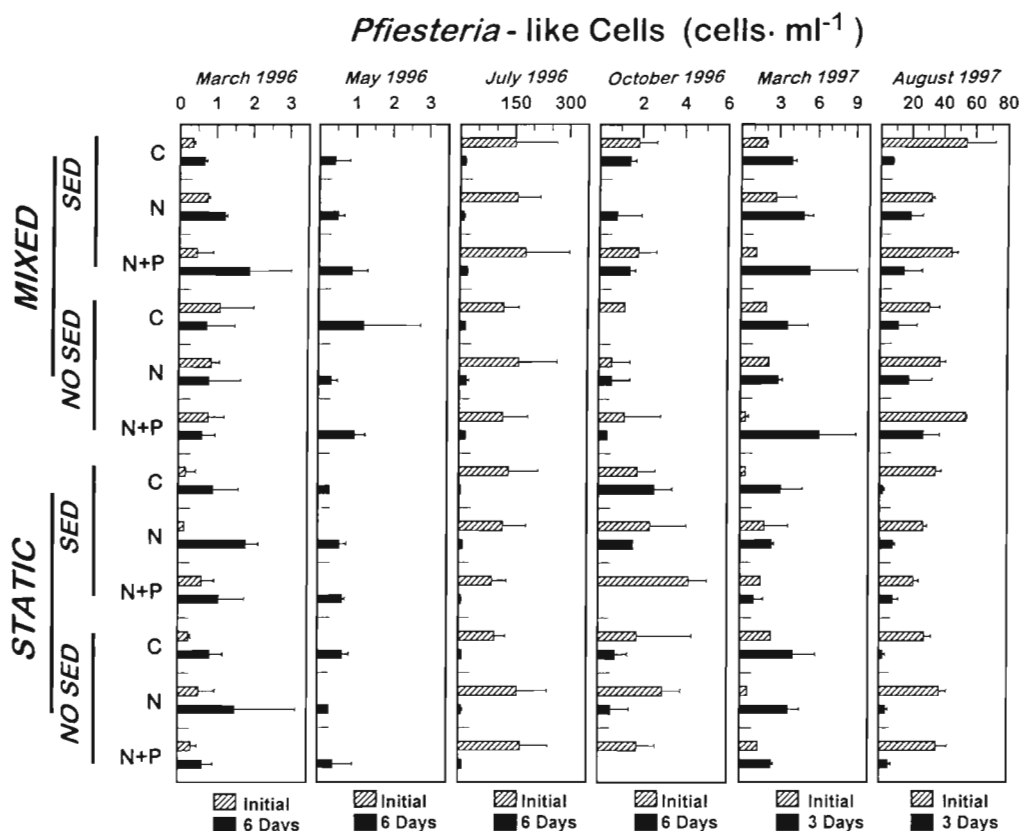 Pfiesteria - like Cells (cells· ml-1)
March 1996 May 1996 July 1996 October 1996 March 1997 August 1997
0 1 2 3 1 2 3 150 300 2 4 6 3 6 9 20 40 60 80
MIXED
SED
C
N
N+P
NO SED
C
N
N+P
STATIC
SED
C
N
N+P
NO SED
C
N
N+P
Initial Initial Initial Initial Initial Initial
6 Days 6 Days 6 Days 6 Days 3 Days 3 Days